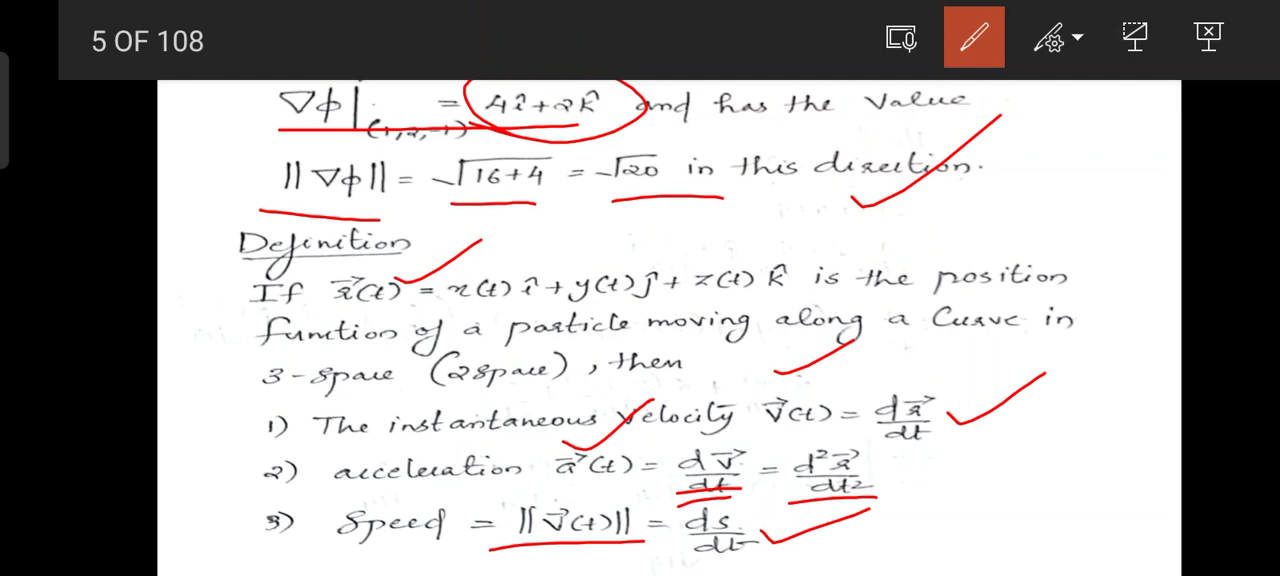 5 OF 108
∇ϕ|(1,2,-1) = 4î+2k̂ and has the value
||∇ϕ|| = √16+4 = √20 in this direction.
Definition
If r⃗(t) = x(t) î + y(t) ĵ + z(t) k̂ is the position
function of a particle moving along a Curve in
3-space (2space), then
1) The instantaneous velocity v⃗(t) = dr⃗/dt
2) acceleration a⃗(t) = dv⃗/dt = d²r⃗/dt²
3) Speed = ||v⃗(t)|| = ds/dt